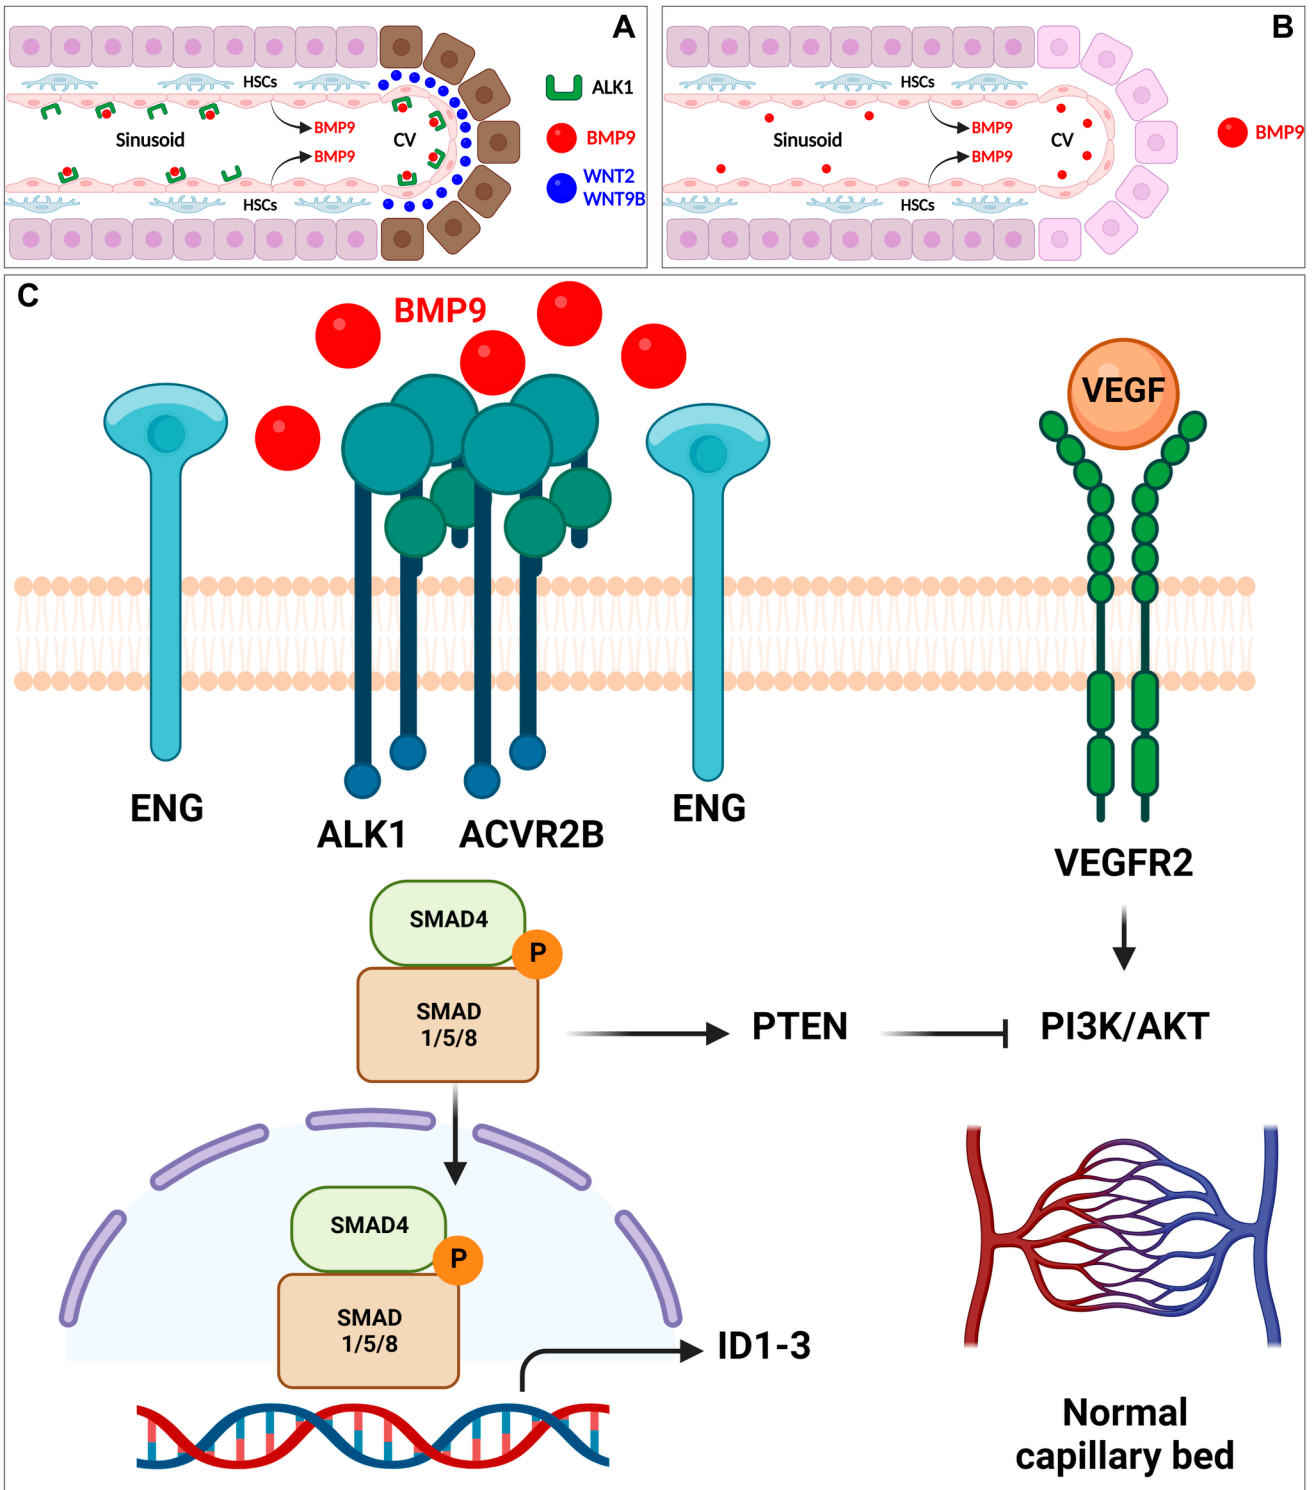 A
HSCs
Sinusoid
BMP9
BMP9
CV
HSCs
ALK1
BMP9
WNT2
WNT9B
B
HSCs
Sinusoid
BMP9
BMP9
CV
HSCs
BMP9
C
BMP9
VEGF
ENG
ALK1
ACVR2B
ENG
VEGFR2
SMAD4
P
SMAD
1/5/8
PTEN
PI3K/AKT
SMAD4
P
SMAD
1/5/8
ID1-3
Normal
capillary bed